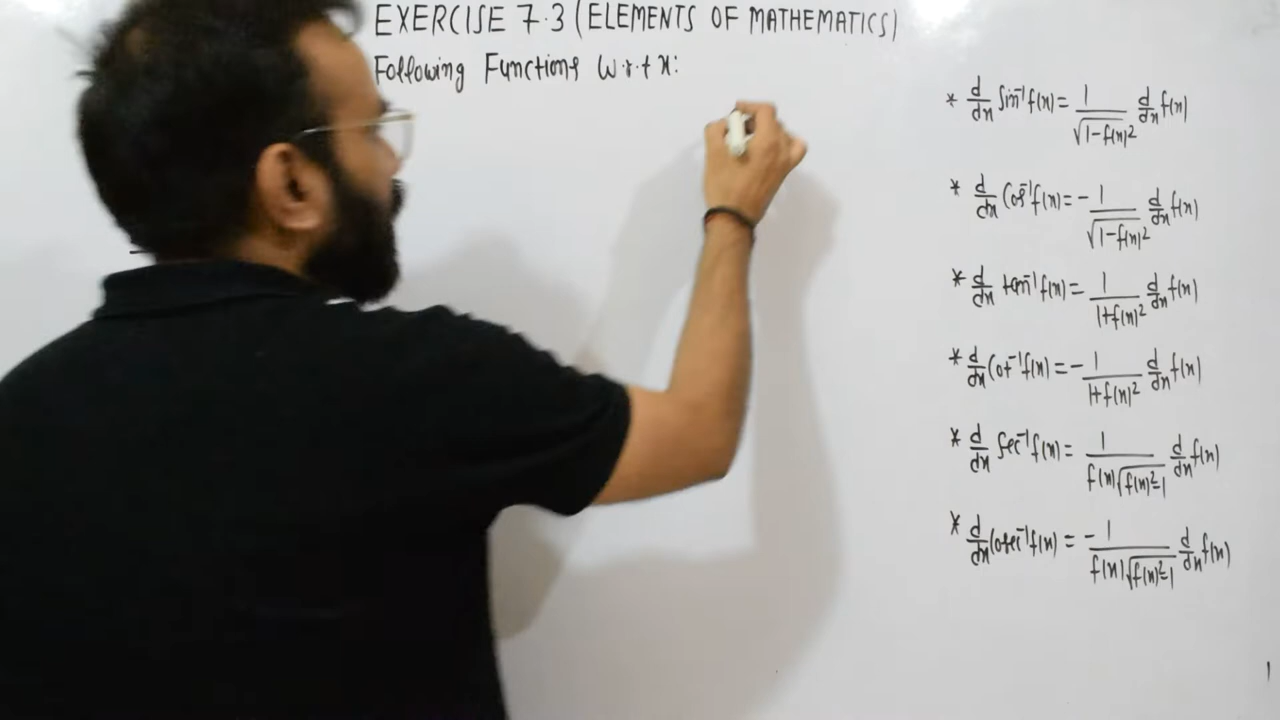 EXERCISE 7.3 (ELEMENTS OF MATHEMATICS)
Following Functions w.r.t x:
* d/dx sin⁻¹f(x) = 1/√(1-f(x)²) d/dx f(x)
* d/dx cos⁻¹f(x) = -1/√(1-f(x)²) d/dx f(x)
* d/dx tan⁻¹f(x) = 1/(1+f(x)²) d/dx f(x)
* d/dx cot⁻¹f(x) = -1/(1+f(x)²) d/dx f(x)
* d/dx sec⁻¹f(x) = 1/(f(x)√(f(x)²-1)) d/dx f(x)
* d/dx cosec⁻¹f(x) = -1/(f(x)√(f(x)²-1)) d/dx f(x)